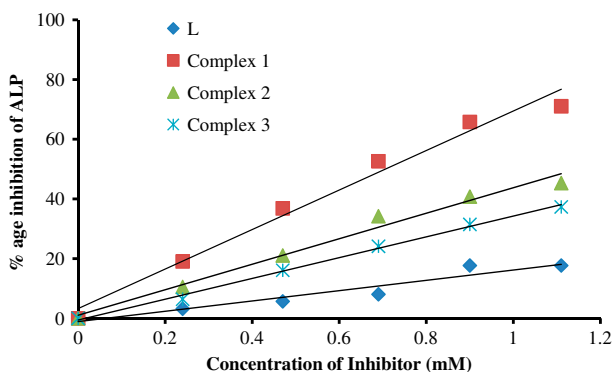 % age inhibition of ALP
100
80
60
40
20
0
L
Complex 1
Complex 2
Complex 3
0 0.2 0.4 0.6 0.8 1 1.2
Concentration of Inhibitor (mM)